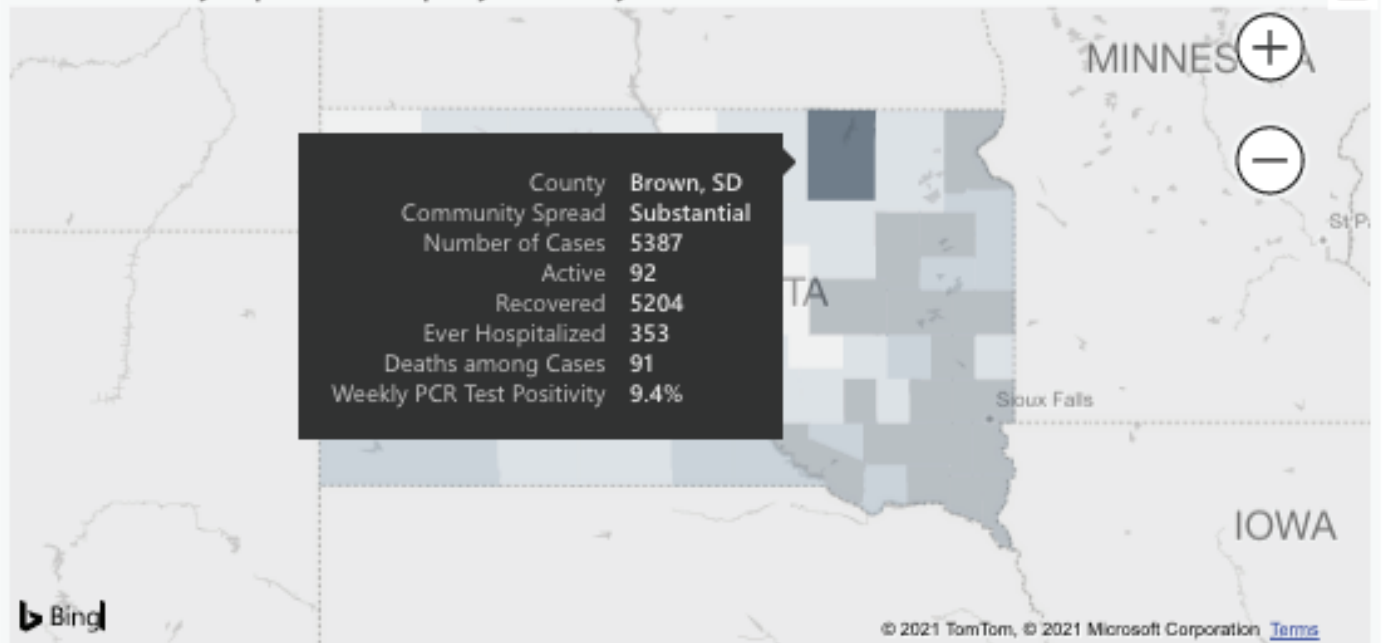 MINNES A
County Brown, SD
Community Spread Substantial
Number of Cases 5387
Active 92
Recovered 5204
Ever Hospitalized 353
Deaths among Cases 91
Weekly PCR Test Positivity 9.4%
St P
TA
Sioux Falls
IOWA
Bing
© 2021 TomTom, © 2021 Microsoft Corporation Terms